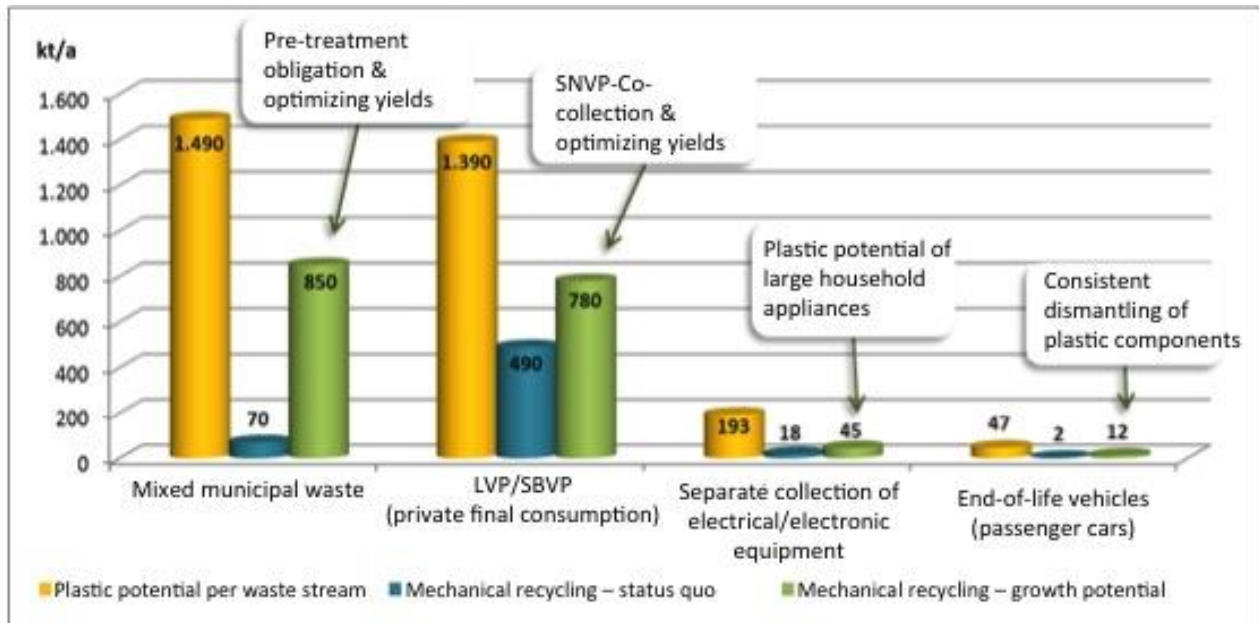 kt/a
Pre-treatment
obligation &
optimizing yields
SNVP-Co-
collection &
optimizing yields
Plastic potential of
large household
appliances
Consistent
dismantling of
plastic components
1.600
1.400
1.200
1.000
800
600
400
200
0
1.490
70
850
1.390
490
780
193
18
45
47
2
12
Mixed municipal waste
LVP/SBVP
(private final consumption)
Separate collection of
electrical/electronic
equipment
End-of-life vehicles
(passenger cars)
Plastic potential per waste stream
Mechanical recycling – status quo
Mechanical recycling – growth potential